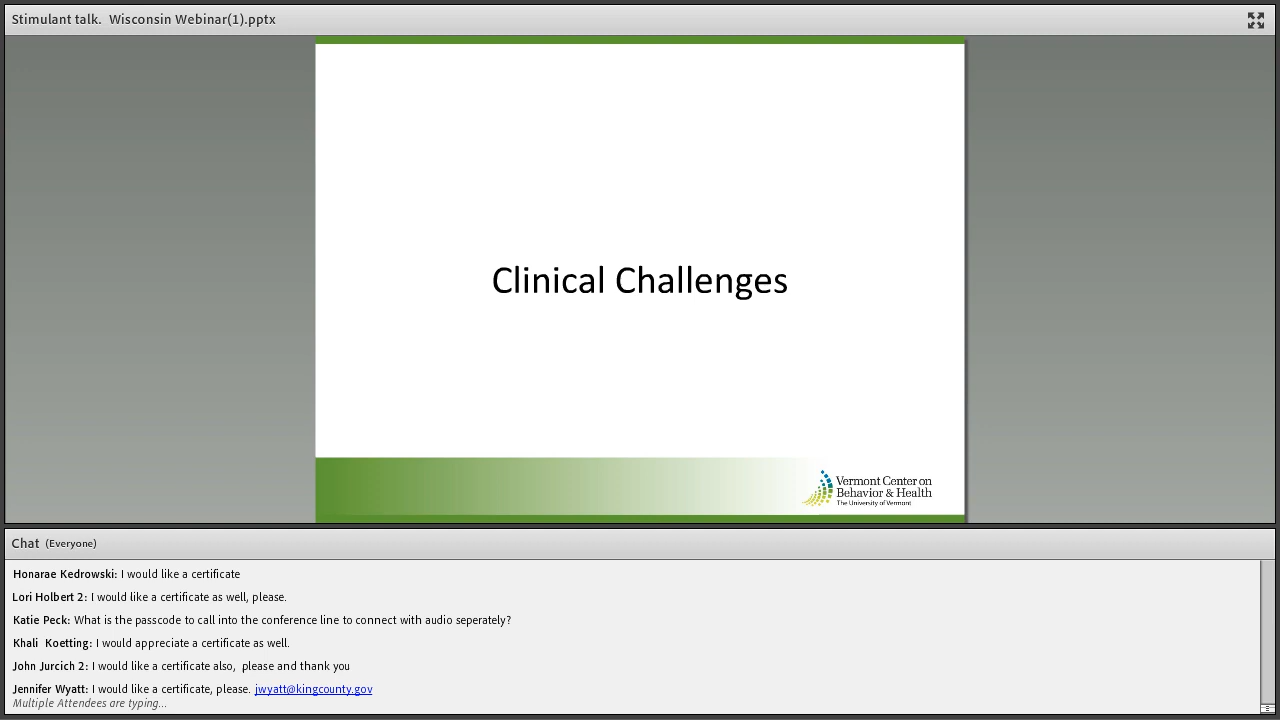 Stimulant talk.  Wisconsin Webinar(1).pptx
Clinical Challenges
Vermont Center on
Behavior & Health
The University of Vermont
Chat (Everyone)
Honarae Kedrowski: I would like a certificate
Lori Holbert 2: I would like a certificate as well, please.
Katie Peck: What is the passcode to call into the conference line to connect with audio seperately?
Khali  Koetting: I would appreciate a certificate as well.
John Jurcich 2: I would like a certificate also,  please and thank you
Jennifer Wyatt: I would like a certificate, please. jwyatt@kingcounty.gov
Multiple Attendees are typing...